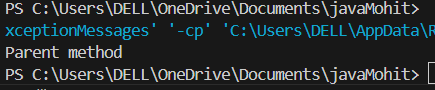 PS C:\Users\DELL\OneDrive\Documents\javaMohit>
xceptionMessages' '-cp' 'C:\Users\DELL\AppData\R
Parent method
PS C:\Users\DELL\OneDrive\Documents\javaMohit>